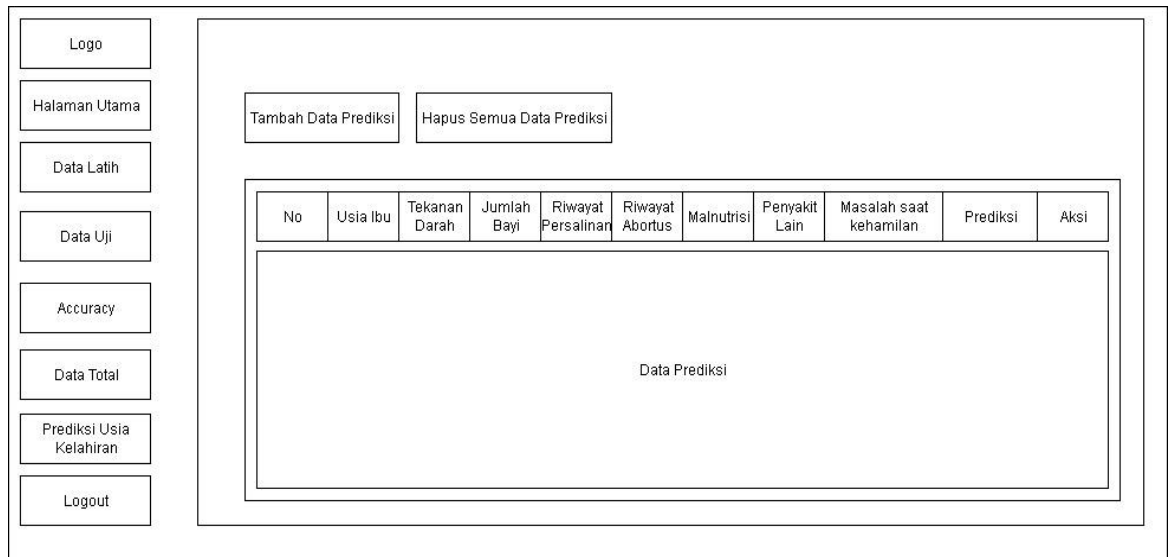 Logo
Halaman Utama
Data Latih
Data Uji
Accuracy
Data Total
Prediksi Usia
Kelahiran
Logout
Tambah Data Prediksi
Hapus Semua Data Prediksi
No
Usia Ibu
Tekanan
Darah
Jumlah
Bayi
Riwayat
Persalinan
Riwayat
Abortus
Malnutrisi
Penyakit
Lain
Masalah saat
kehamilan
Prediksi
Aksi
Data Prediksi